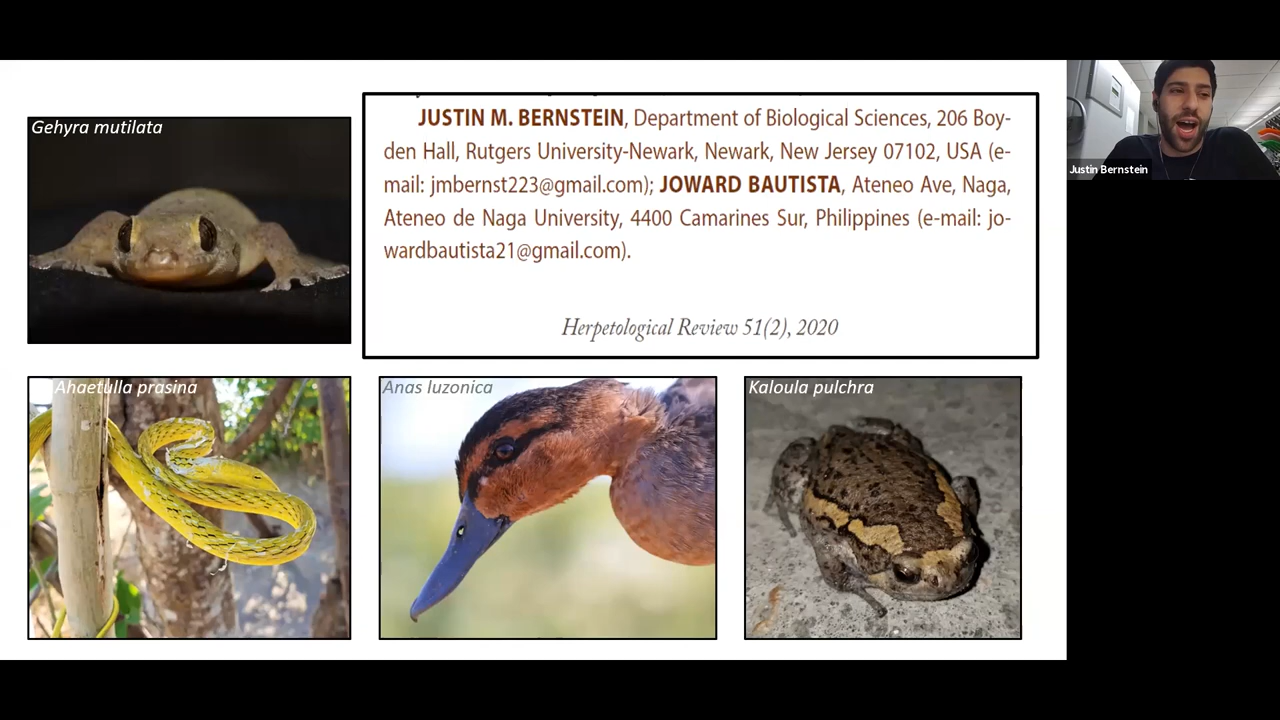 Gehyra mutilata
JUSTIN M. BERNSTEIN, Department of Biological Sciences, 206 Boy-
den Hall, Rutgers University-Newark, Newark, New Jersey 07102, USA (e-
mail: jmbernst223@gmail.com); JOWARD BAUTISTA, Ateneo Ave, Naga,
Ateneo de Naga University, 4400 Camarines Sur, Philippines (e-mail: jo-
wardbautista21@gmail.com).
Herpetological Review 51(2), 2020
Justin Bernstein
Ahaetulla prasina
Anas luzonica
Kaloula pulchra